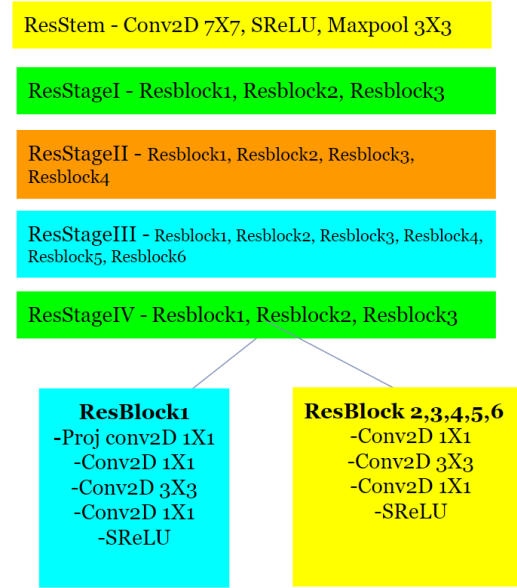 ResStem - Conv2D 7X7, SReLU, Maxpool 3X3
ResStageI - Resblock1, Resblock2, Resblock3
ResStageII - Resblock1, Resblock2, Resblock3,
Resblock4
ResStageIII - Resblock1, Resblock2, Resblock3, Resblock4,
Resblock5, Resblock6
ResStageIV - Resblock1, Resblock2, Resblock3
ResBlock1
-Proj conv2D 1X1
-Conv2D 1X1
-Conv2D 3X3
-Conv2D 1X1
-SReLU
ResBlock 2,3,4,5,6
-Conv2D 1X1
-Conv2D 3X3
-Conv2D 1X1
-SReLU